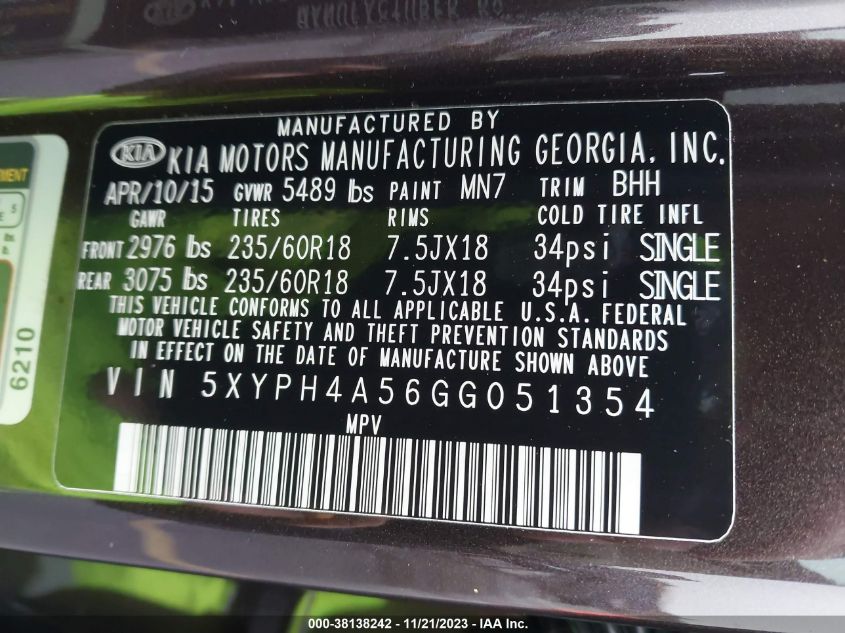 MANUFACTURED BY
KIA KIA MOTORS MANUFACTURING GEORGIA, INC.
APR/10/15 GVWR 5489 lbs PAINT MN7 TRIM BHH
GAWR TIRES RIMS COLD TIRE INFL
FRONT 2976 lbs 235/60R18 7.5JX18 34psi SINGLE
REAR 3075 lbs 235/60R18 7.5JX18 34psi SINGLE
THIS VEHICLE CONFORMS TO ALL APPLICABLE U.S.A. FEDERAL
MOTOR VEHICLE SAFETY AND THEFT PREVENTION STANDARDS
IN EFFECT ON THE DATE OF MANUFACTURE SHOWN ABOVE
VIN 5XYPH4A56GG051354
MPV
6210
000-38138242 - 11/21/2023 - IAA Inc.